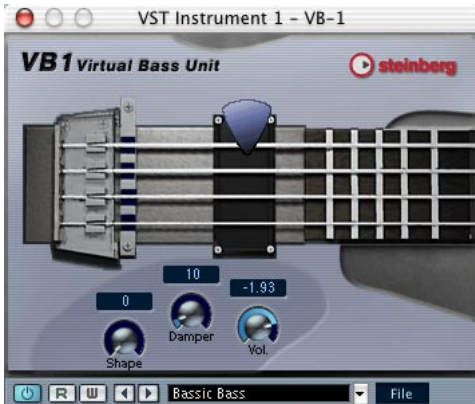 VST Instrument 1 - VB-1
VB1 Virtual Bass Unit
steinberg
10
0
-1.93
Damper
Vol.
Shape
R W Bassic Bass File